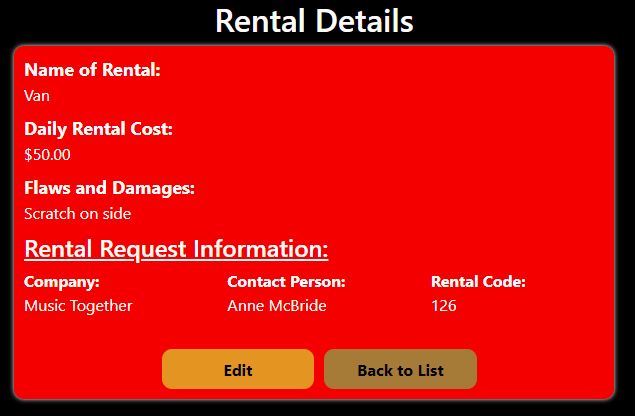 Rental Details
Name of Rental:
Van
Daily Rental Cost:
$50.00
Flaws and Damages:
Scratch on side
Rental Request Information:
Company: Contact Person: Rental Code:
Music Together Anne McBride 126
Edit Back to List